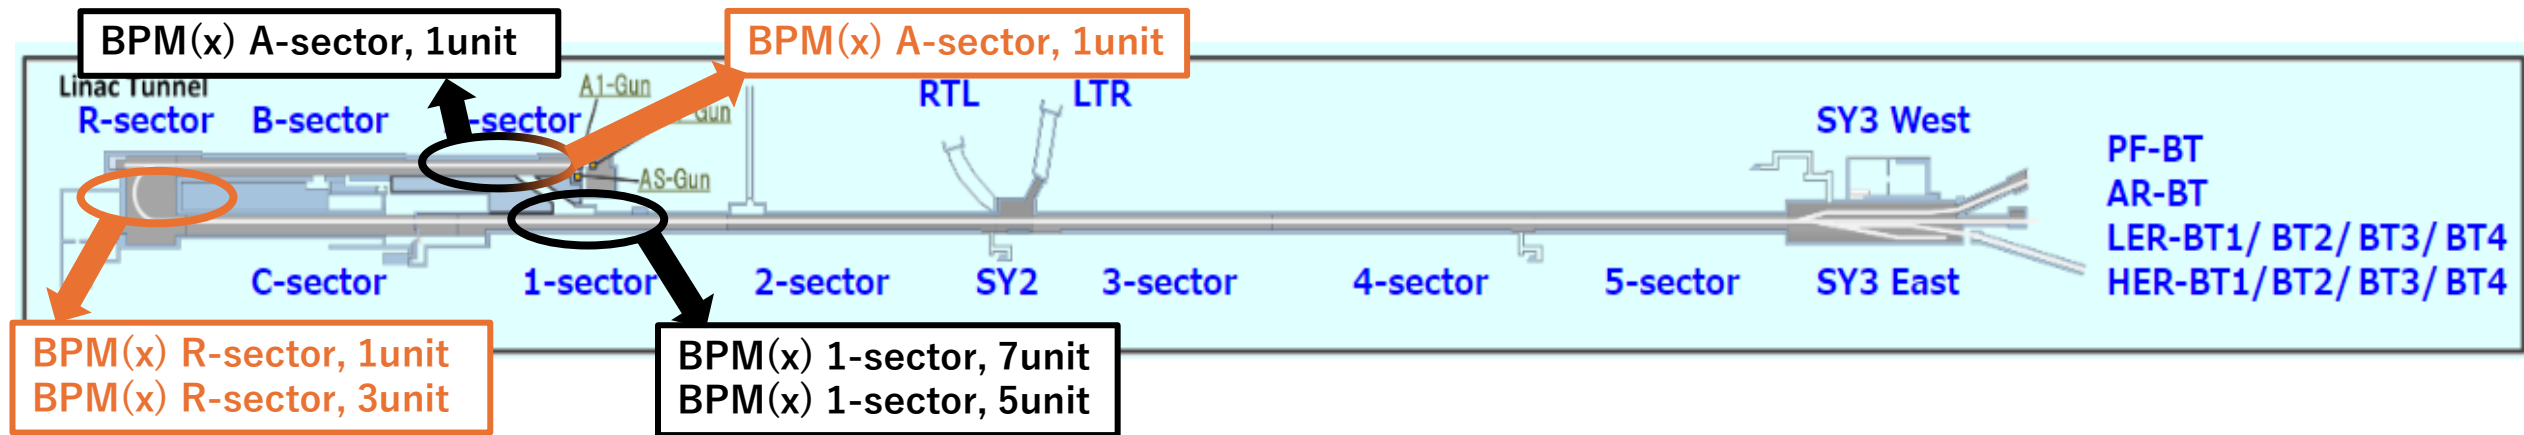 BPM(x) A-sector, 1unit
BPM(x) A-sector, 1unit
Linac Tunnel
A1-Gun
RTL
LTR
R-sector
B-sector
-sector
Gun
SY3 West
AS-Gun
PF-BT
AR-BT
LER-BT1/ BT2/ BT3/ BT4
HER-BT1/ BT2/ BT3/ BT4
C-sector
1-sector
2-sector
SY2
3-sector
4-sector
5-sector
SY3 East
BPM(x) R-sector, 1unit
BPM(x) R-sector, 3unit
BPM(x) 1-sector, 7unit
BPM(x) 1-sector, 5unit